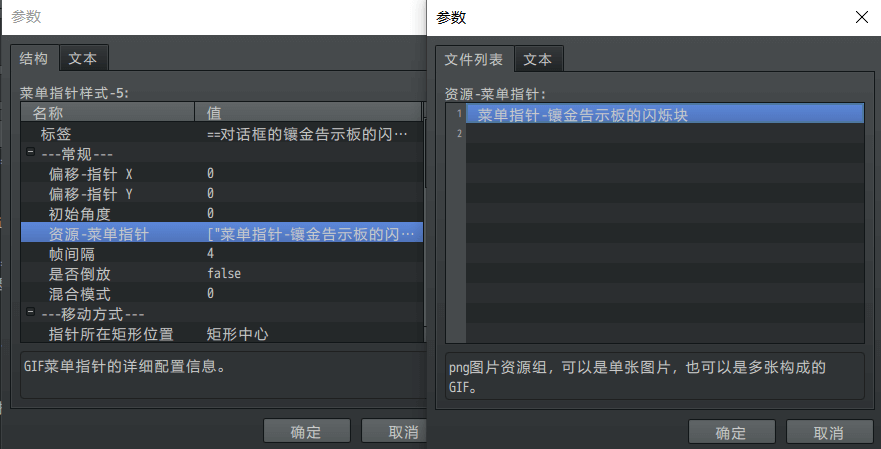 参数
结构
文本
菜单指针样式-5:
名称 值
标签 ==对话框的镶金告示板的闪…
---常规---
偏移-指针 X 0
偏移-指针 Y 0
初始角度 0
资源-菜单指针 ["菜单指针-镶金告示板的闪…
帧间隔 4
是否倒放 false
混合模式 0
---移动方式---
指针所在矩形位置 矩形中心
GIF菜单指针的详细配置信息。
确定
取消
参数
文件列表
文本
资源-菜单指针:
1 菜单指针-镶金告示板的闪烁块
2
png图片资源组, 可以是单张图片, 也可以是多张构成的
GIF。
确定
取消